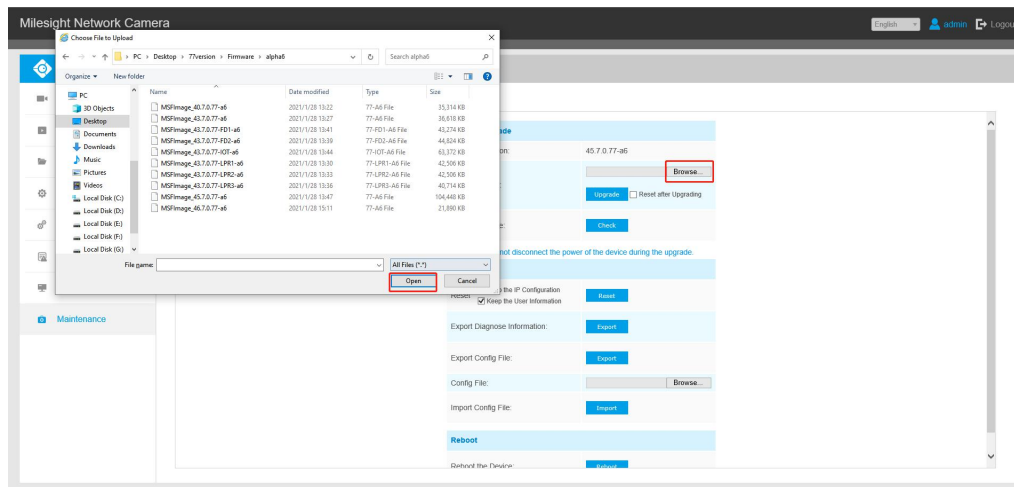 Milesight Network Camera
English
admin
Logou
Choose File to Upload
PC > Desktop > 77version > Firmware > alpha6
Search alpha6
Organize
New folder
PC
3D Objects
Desktop
Documents
Downloads
Music
Pictures
Videos
Local Disk (C:)
Local Disk (D:)
Local Disk (E:)
Local Disk (F:)
Local Disk (G:)
Name Date modified Type Size
MSFImage_40.7.0.77-a6 2021/1/28 13:22 77-A6 File 35,314 KB
MSFImage_43.7.0.77-a6 2021/1/28 13:27 77-A6 File 36,618 KB
MSFImage_43.7.0.77-FD1-a6 2021/1/28 13:41 77-FD1-A6 File 43,274 KB
MSFImage_43.7.0.77-FD2-a6 2021/1/28 13:39 77-FD2-A6 File 44,824 KB
MSFImage_43.7.0.77-IOT-a6 2021/1/28 13:44 77-IOT-A6 File 63,372 KB
MSFImage_43.7.0.77-LPR1-a6 2021/1/28 13:30 77-LPR1-A6 File 42,506 KB
MSFImage_43.7.0.77-LPR2-a6 2021/1/28 13:33 77-LPR2-A6 File 42,506 KB
MSFImage_43.7.0.77-LPR3-a6 2021/1/28 13:36 77-LPR3-A6 File 40,714 KB
MSFImage_45.7.0.77-a6 2021/1/28 13:47 77-A6 File 104,448 KB
MSFImage_46.7.0.77-a6 2021/1/28 15:11 77-A6 File 21,890 KB
File name:
All Files (*.*)
Open
Cancel
ade
on: 45.7.0.77-a6
Browse...
Upgrade
Reset after Upgrading
e: Check
not disconnect the power of the device during the upgrade.
Reset
the IP Configuration
Keep the User Information
Reset
Export Diagnose Information: Export
Export Config File: Export
Config File: Browse...
Import Config File: Import
Reboot
Reboot the Device: Reboot
Maintenance